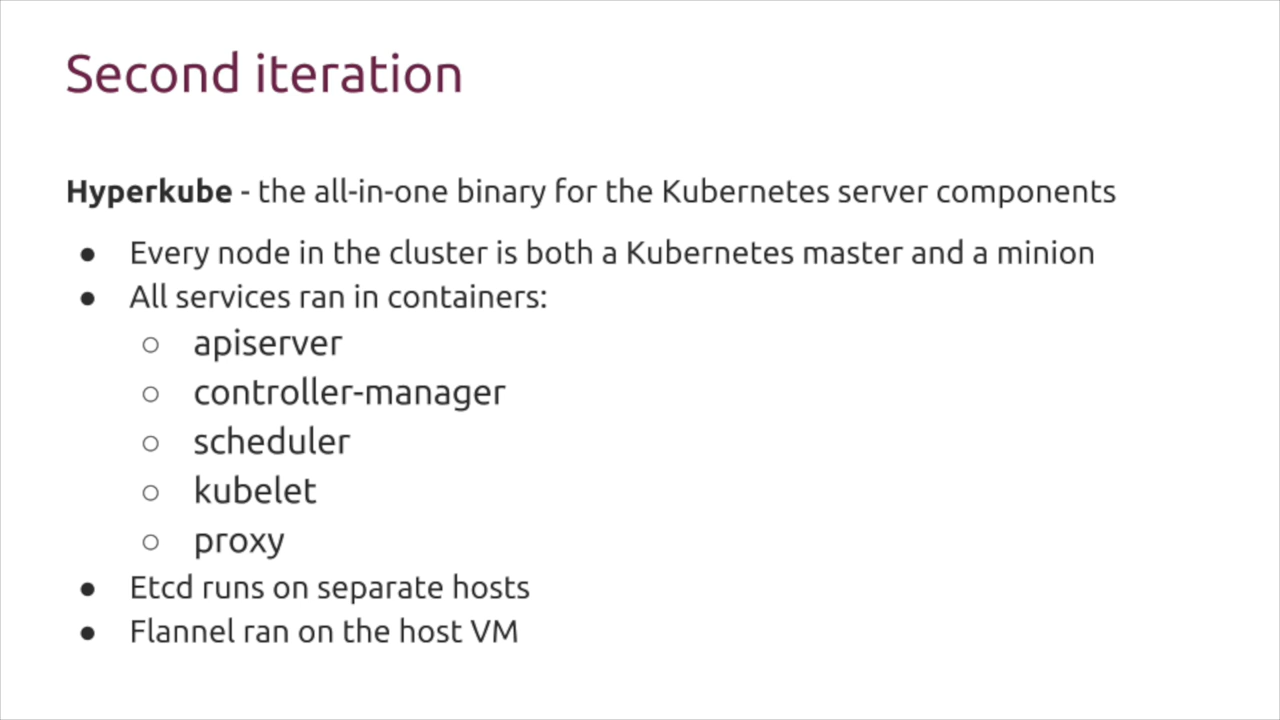 Second iteration
Hyperkube - the all-in-one binary for the Kubernetes server components
● Every node in the cluster is both a Kubernetes master and a minion
● All services ran in containers:
○ apiserver
○ controller-manager
○ scheduler
○ kubelet
○ proxy
● Etcd runs on separate hosts
● Flannel ran on the host VM